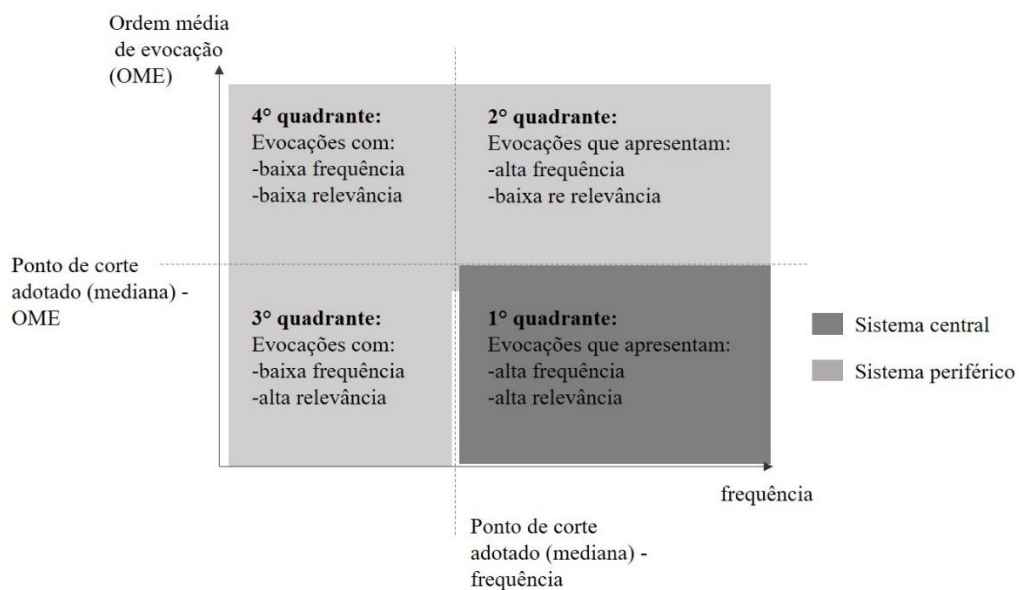 Ordem média
de evocação
(OME)
4° quadrante:
Evocações com:
-baixa frequência
-baixa relevância
2° quadrante:
Evocações que apresentam:
-alta frequência
-baixa re relevância
Ponto de corte
adotado (mediana) -
OME
3° quadrante:
Evocações com:
-baixa frequência
-alta relevância
1° quadrante:
Evocações que apresentam:
-alta frequência
-alta relevância
Sistema central
Sistema periférico
frequência
Ponto de corte
adotado (mediana) -
frequência